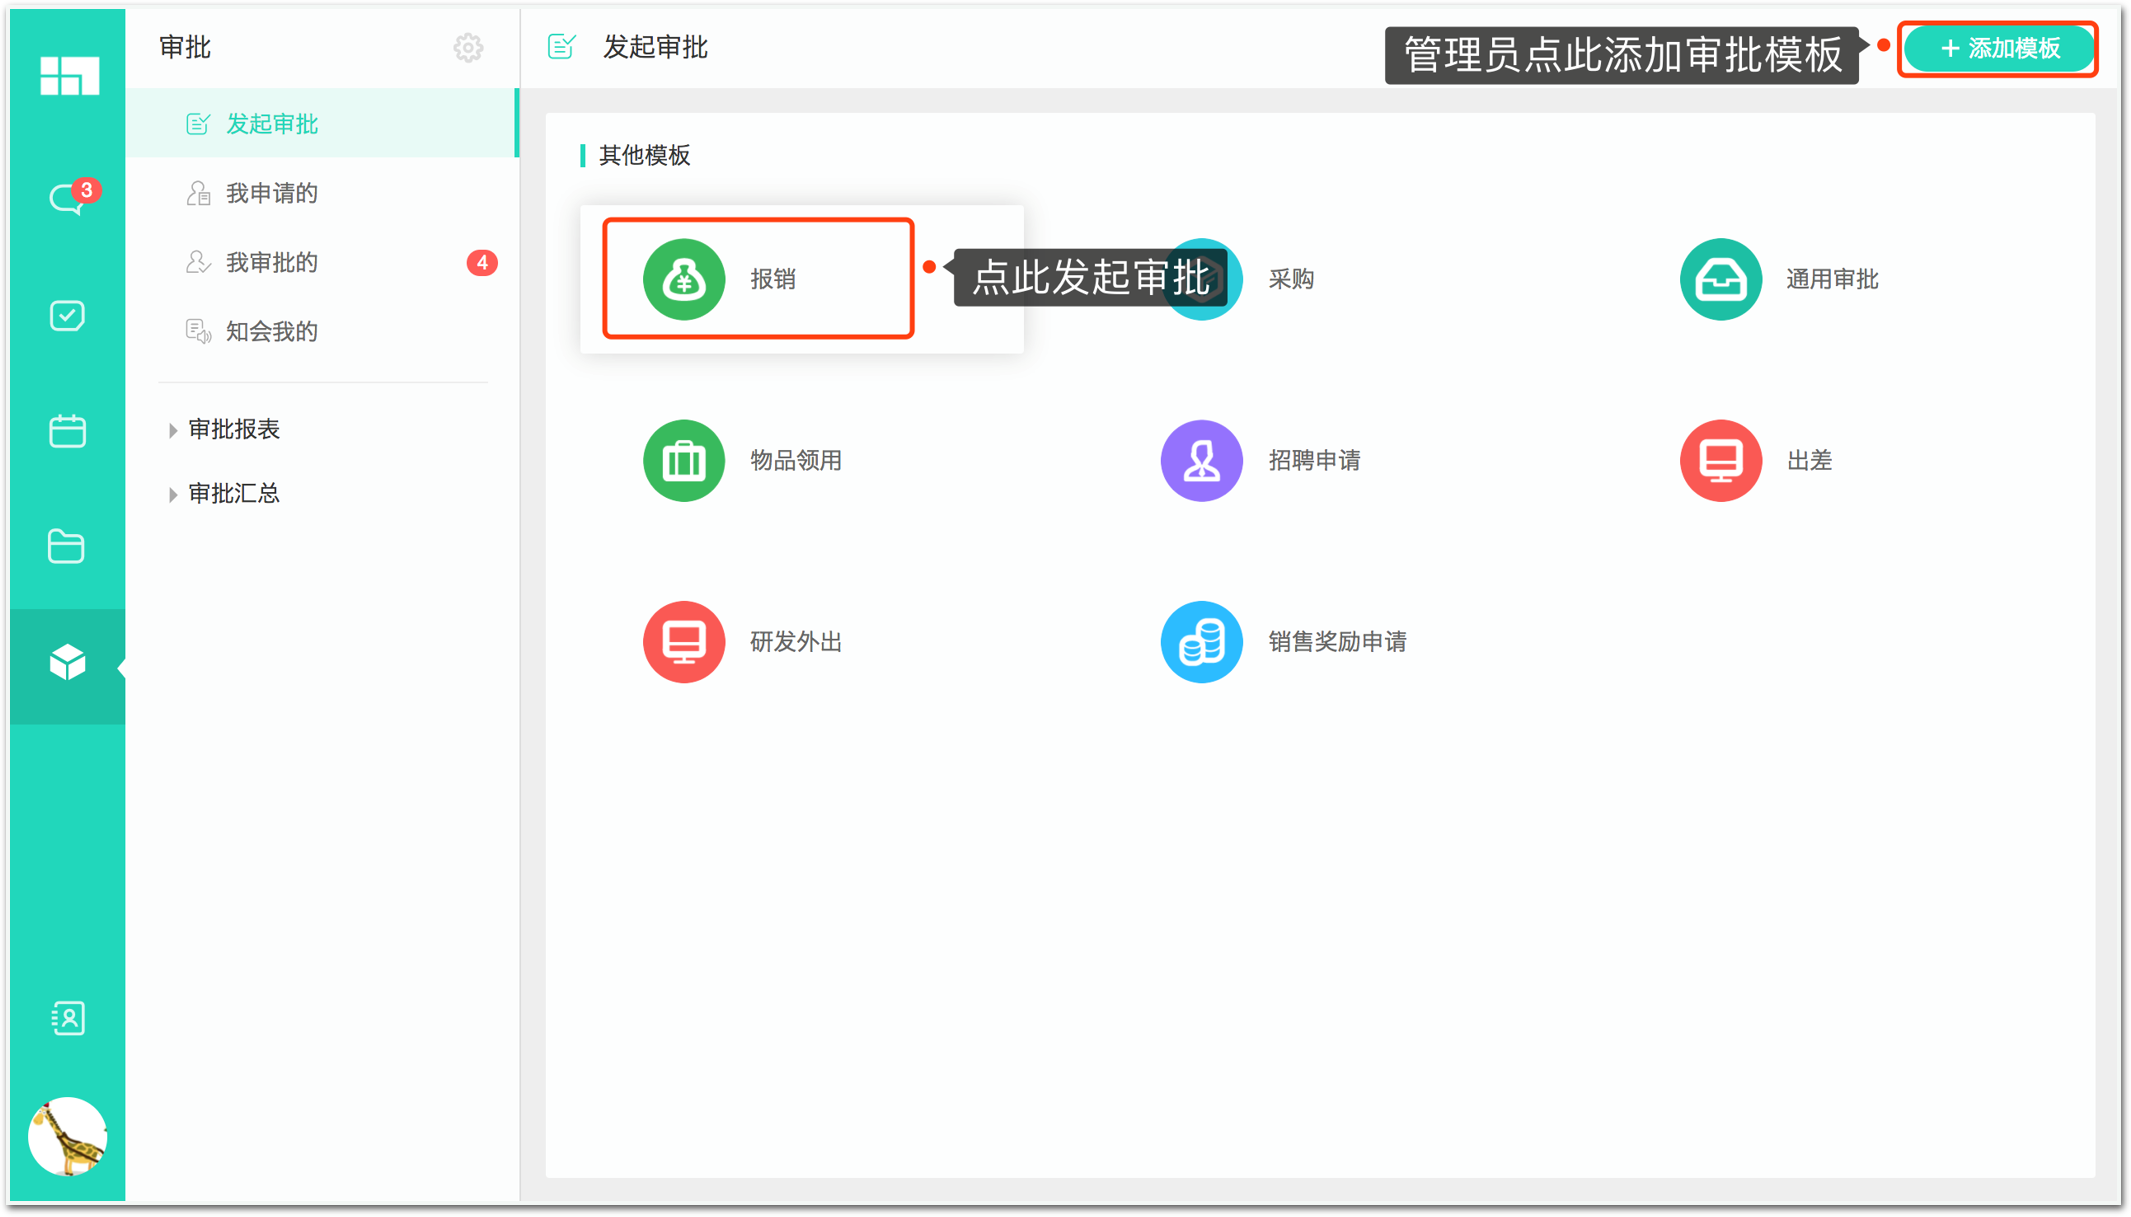 审批
发起审批
管理员点此添加审批模板
+ 添加模板
3
发起审批
我申请的
我审批的
4
知会我的
审批报表
审批汇总
其他模板
报销
点此发起审批
采购
通用审批
物品领用
招聘申请
出差
研发外出
销售奖励申请